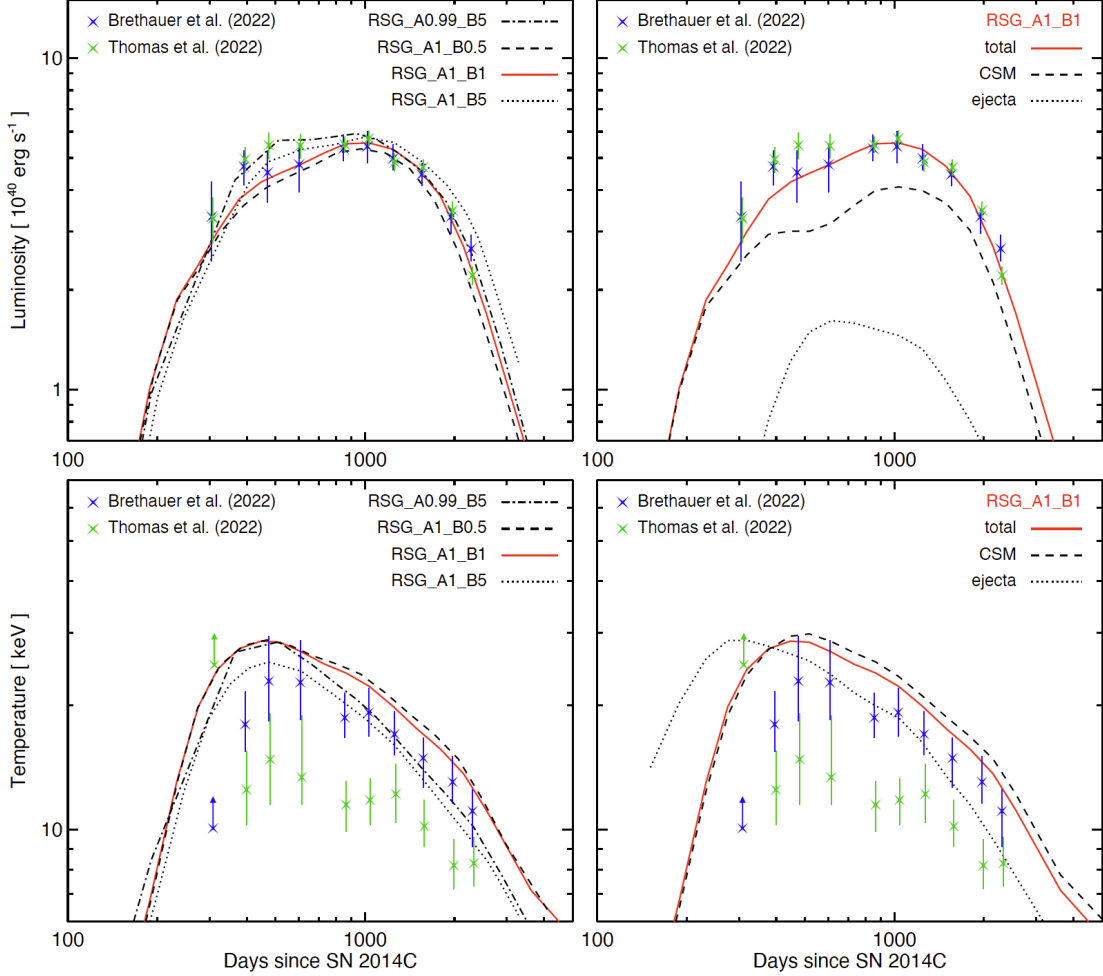 Brethauer et al. (2022)
Thomas et al. (2022)
RSG_A0.99_B5
RSG_A1_B0.5
RSG_A1_B1
RSG_A1_B5
10
1
100
1000
Luminosity [ 10⁴⁰ erg s⁻¹ ]
Brethauer et al. (2022)
Thomas et al. (2022)
RSG_A1_B1
total
CSM
ejecta
100
1000
Brethauer et al. (2022)
Thomas et al. (2022)
RSG_A0.99_B5
RSG_A1_B0.5
RSG_A1_B1
RSG_A1_B5
10
100
1000
Temperature [ keV ]
Days since SN 2014C
Brethauer et al. (2022)
Thomas et al. (2022)
RSG_A1_B1
total
CSM
ejecta
100
1000
Days since SN 2014C